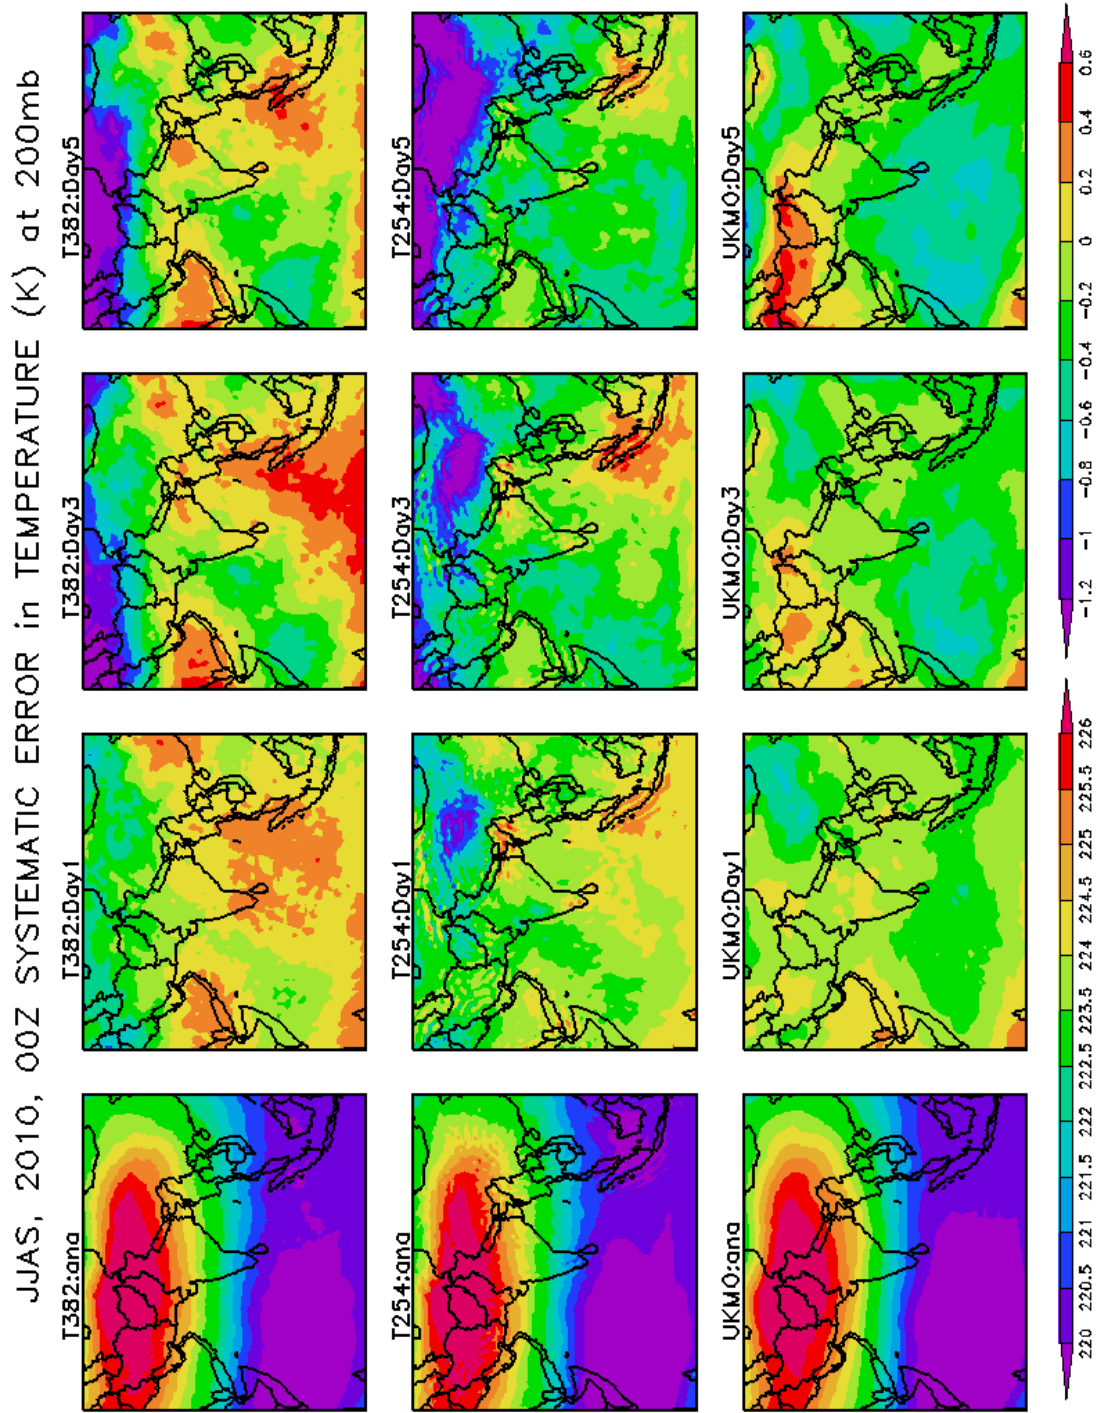 JJAS, 2010, 00Z SYSTEMATIC ERROR in TEMPERATURE (K) at 200mb
T382:ana
T382:Day1
T382:Day3
T382:Day5
T254:ana
T254:Day1
T254:Day3
T254:Day5
UKMO:ana
UKMO:Day1
UKMO:Day3
UKMO:Day5
220 220.5 221 221.5 222 222.5 223.5 224 224.5 225 225.5 226
-1.2 -1 -0.8 -0.6 -0.4 -0.2 0 0.2 0.4 0.6